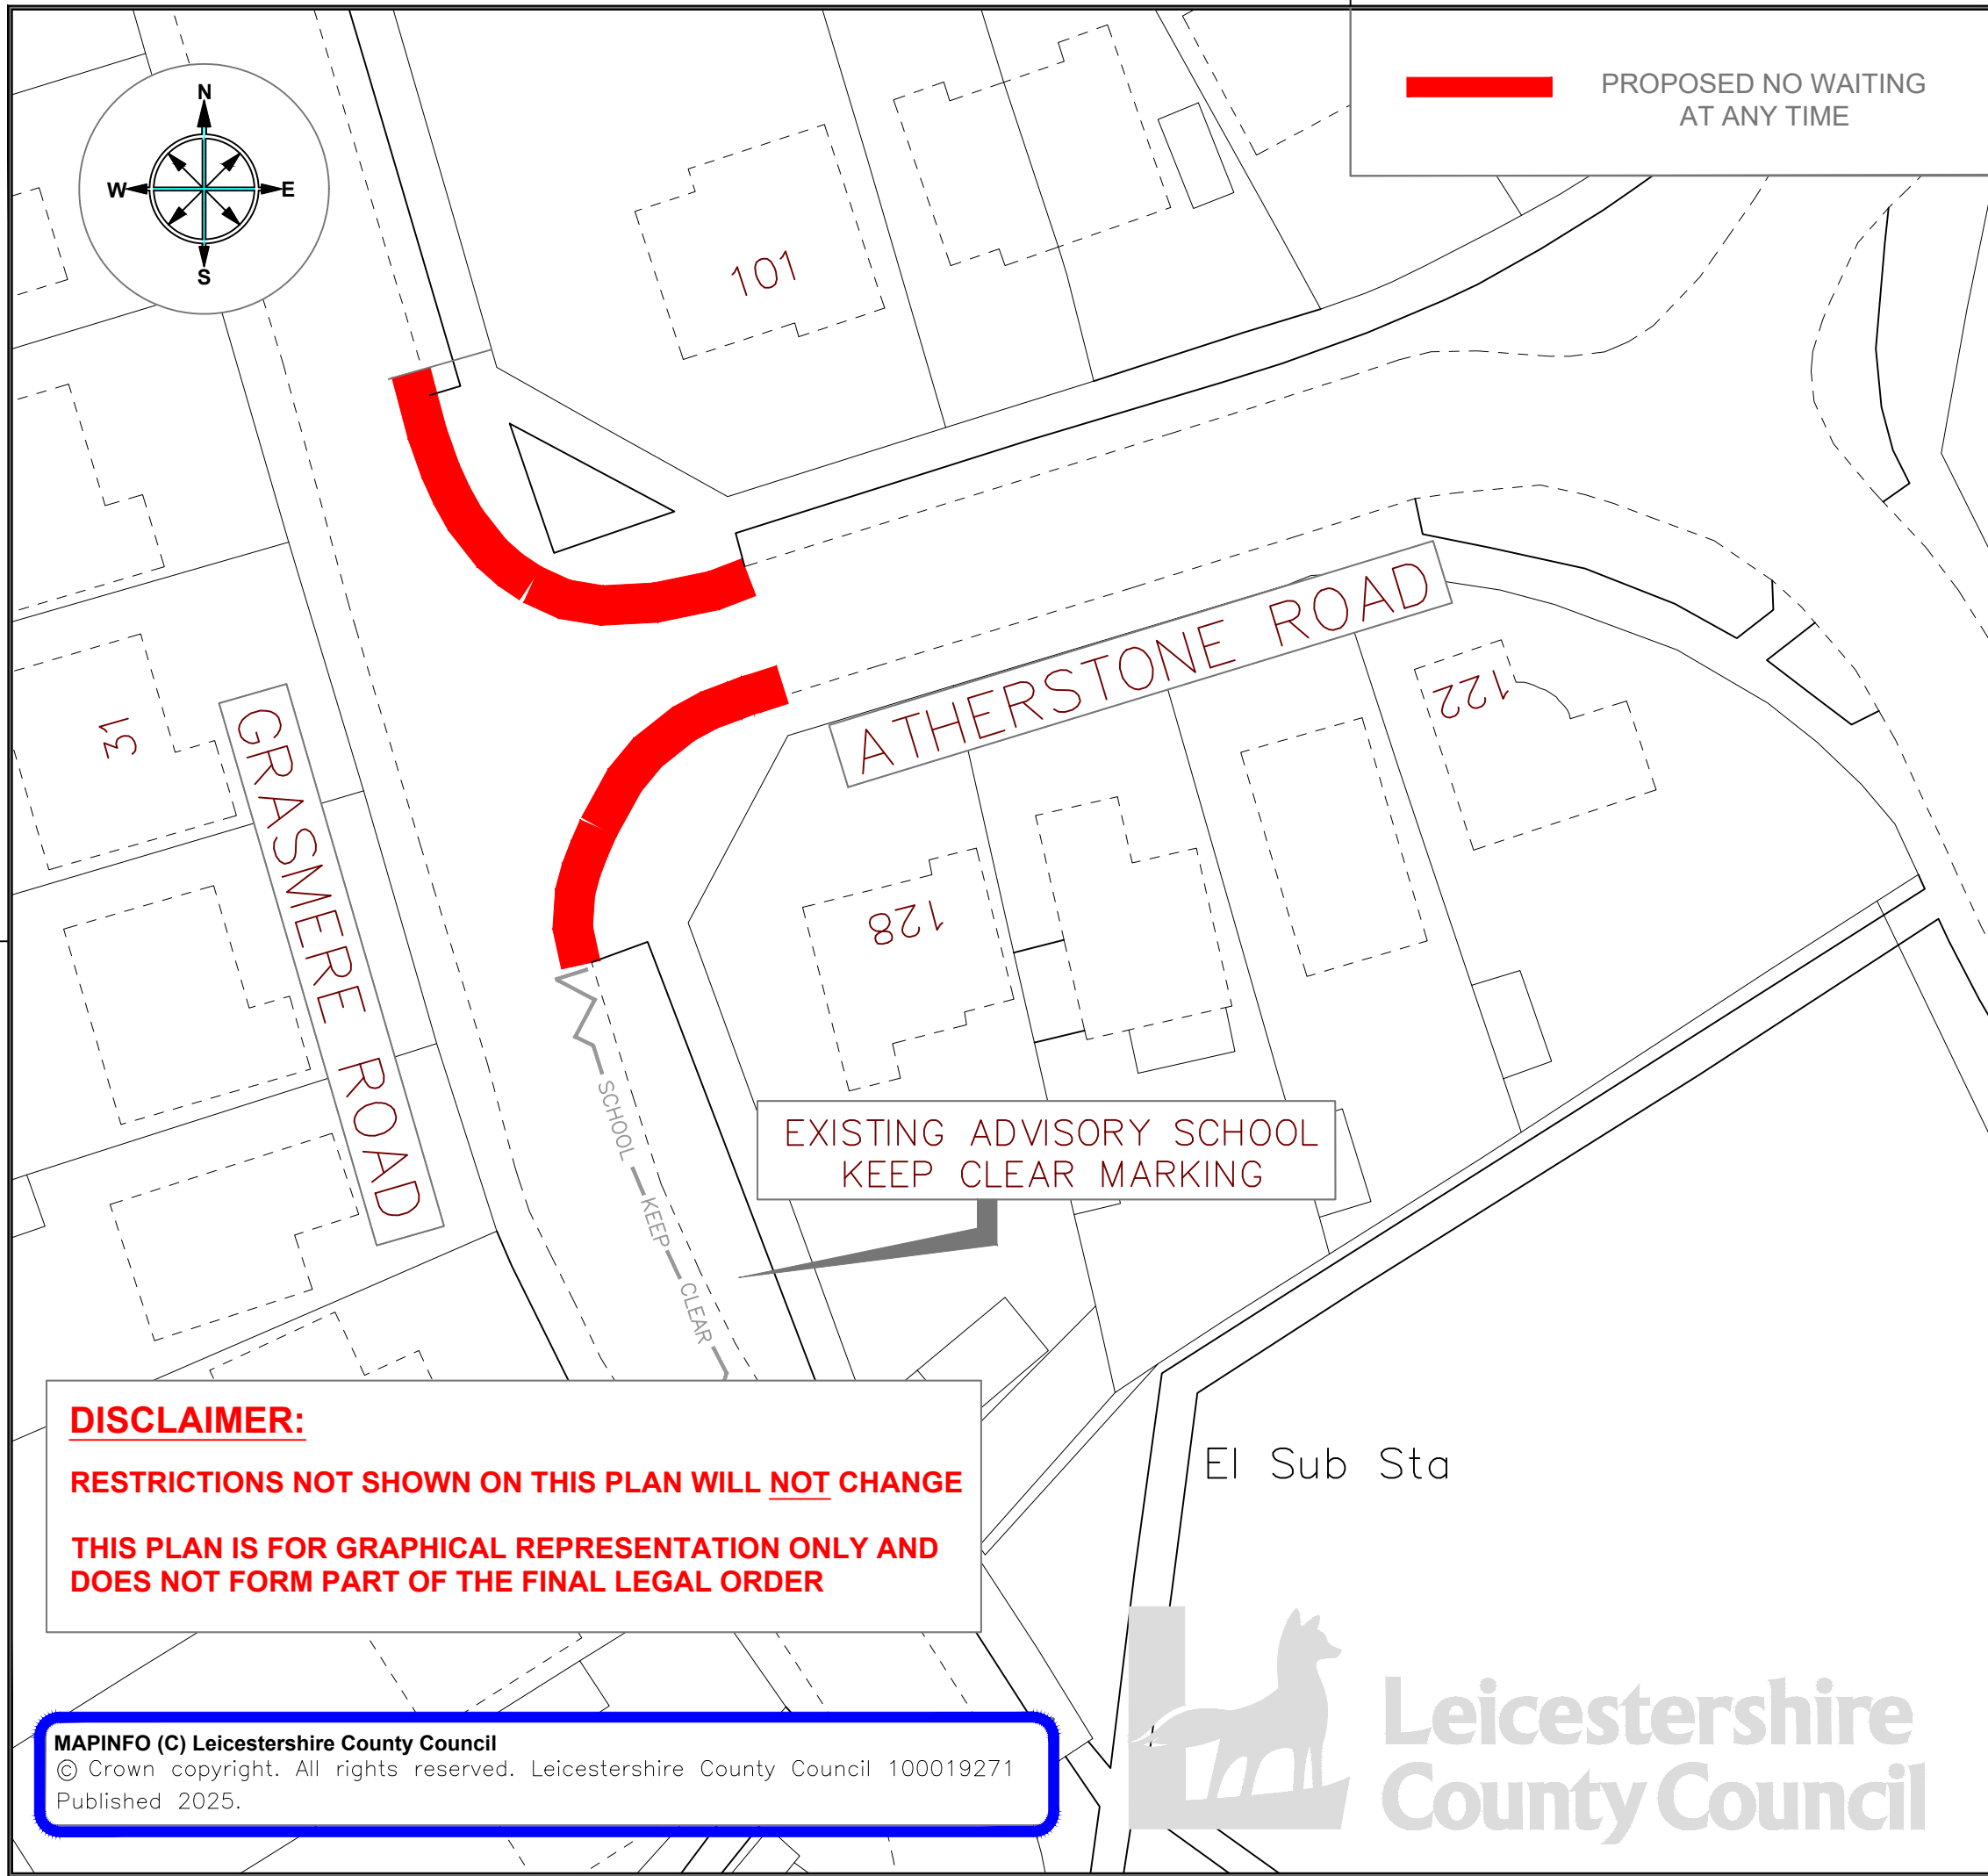 PROPOSED NO WAITING
AT ANY TIME
N
W
E
S
101
ATHERSTONE ROAD
122
31
GRASMERE ROAD
128
SCHOOL KEEP CLEAR
EXISTING ADVISORY SCHOOL
KEEP CLEAR MARKING
DISCLAIMER:
RESTRICTIONS NOT SHOWN ON THIS PLAN WILL NOT CHANGE
THIS PLAN IS FOR GRAPHICAL REPRESENTATION ONLY AND
DOES NOT FORM PART OF THE FINAL LEGAL ORDER
El Sub Sta
MAPINFO (C) Leicestershire County Council
© Crown copyright. All rights reserved. Leicestershire County Council 100019271
Published 2025.
Leicestershire
County Council